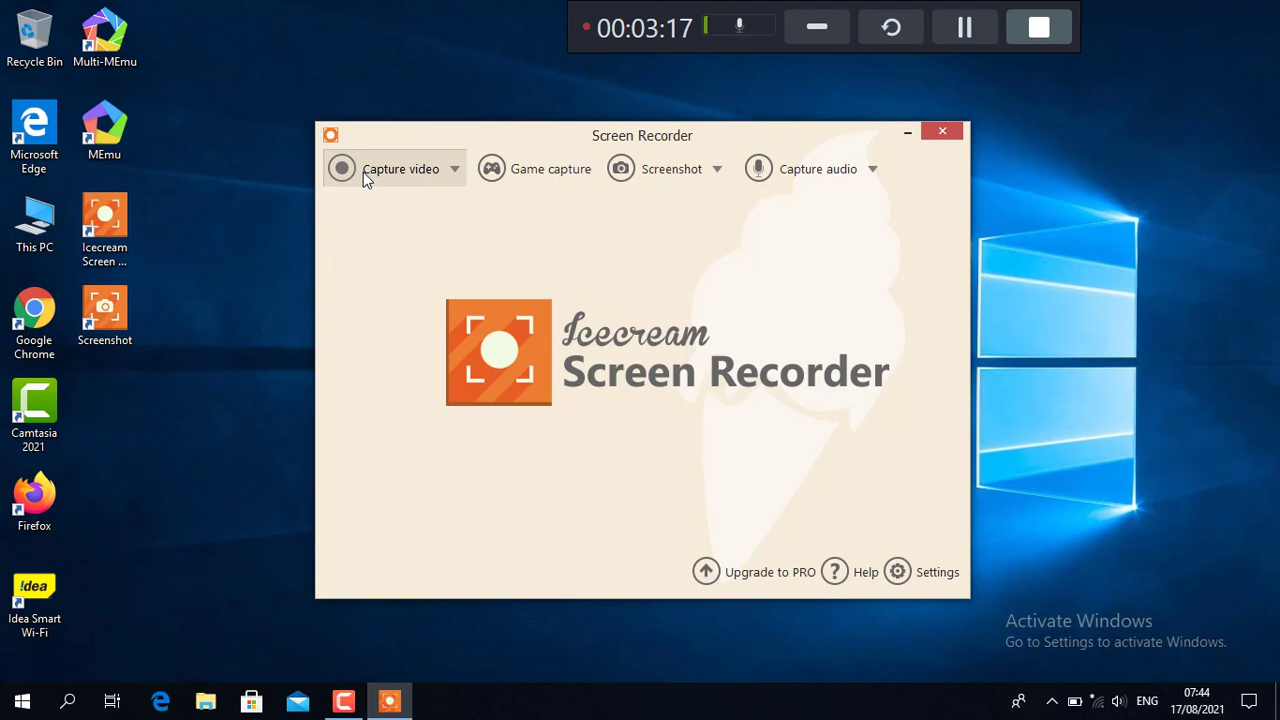 00:03:17
Recycle Bin
Multi-MEmu
Microsoft
Edge
MEmu
This PC
Icecream
Screen ...
Google
Chrome
Screenshot
Camtasia
2021
Firefox
!dea
Idea Smart
Wi-Fi
Screen Recorder
Capture video
Game capture
Screenshot
Capture audio
Icecream
Screen Recorder
Upgrade to PRO
? Help
Settings
Activate Windows
Go to Settings to activate Windows.
ENG
07:44
17/08/2021